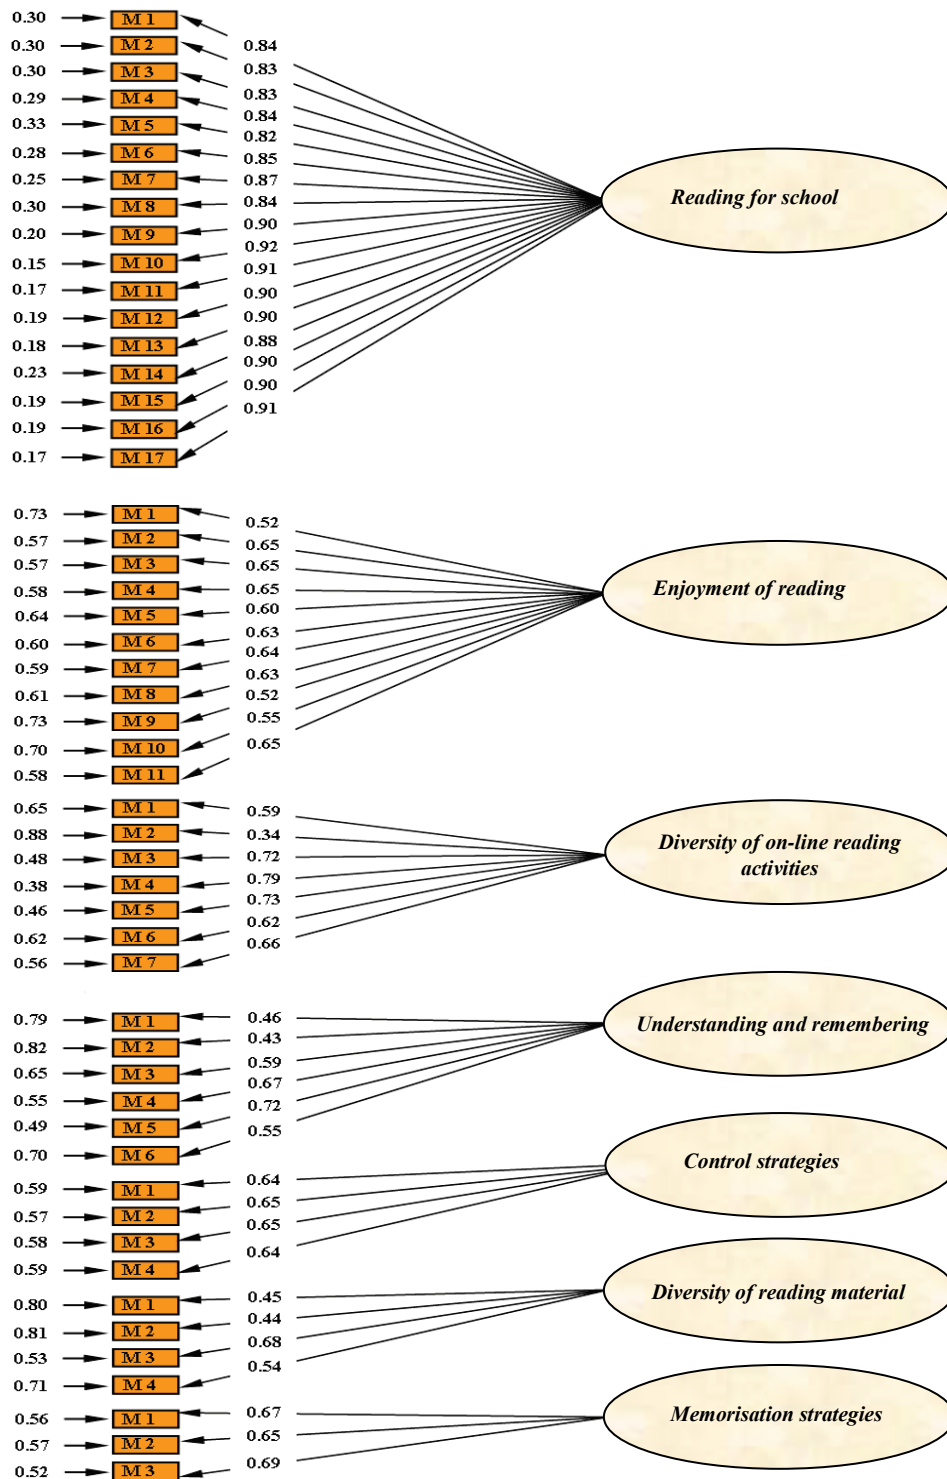 0.30 M 1 0.84
0.30 M 2 0.83
0.30 M 3 0.83
0.29 M 4 0.84
0.33 M 5 0.82
0.28 M 6 0.85
0.25 M 7 0.87
0.30 M 8 0.84
0.20 M 9 0.90
0.15 M 10 0.92
0.17 M 11 0.91
0.19 M 12 0.90
0.18 M 13 0.90
0.23 M 14 0.88
0.19 M 15 0.90
0.19 M 16 0.90
0.17 M 17 0.91
Reading for school
0.73 M 1 0.52
0.57 M 2 0.65
0.57 M 3 0.65
0.58 M 4 0.65
0.64 M 5 0.60
0.60 M 6 0.63
0.59 M 7 0.64
0.61 M 8 0.63
0.73 M 9 0.52
0.70 M 10 0.55
0.58 M 11 0.65
Enjoyment of reading
0.65 M 1 0.59
0.88 M 2 0.34
0.48 M 3 0.72
0.38 M 4 0.79
0.46 M 5 0.73
0.62 M 6 0.62
0.56 M 7 0.66
Diversity of on-line reading
activities
0.79 M 1 0.46
0.82 M 2 0.43
0.65 M 3 0.59
0.55 M 4 0.67
0.49 M 5 0.72
0.70 M 6 0.55
Understanding and remembering
0.59 M 1 0.64
0.57 M 2 0.65
0.58 M 3 0.65
0.59 M 4 0.64
Control strategies
0.80 M 1 0.45
0.81 M 2 0.44
0.53 M 3 0.68
0.71 M 4 0.54
Diversity of reading material
0.56 M 1 0.67
0.57 M 2 0.65
0.52 M 3 0.69
Memorisation strategies